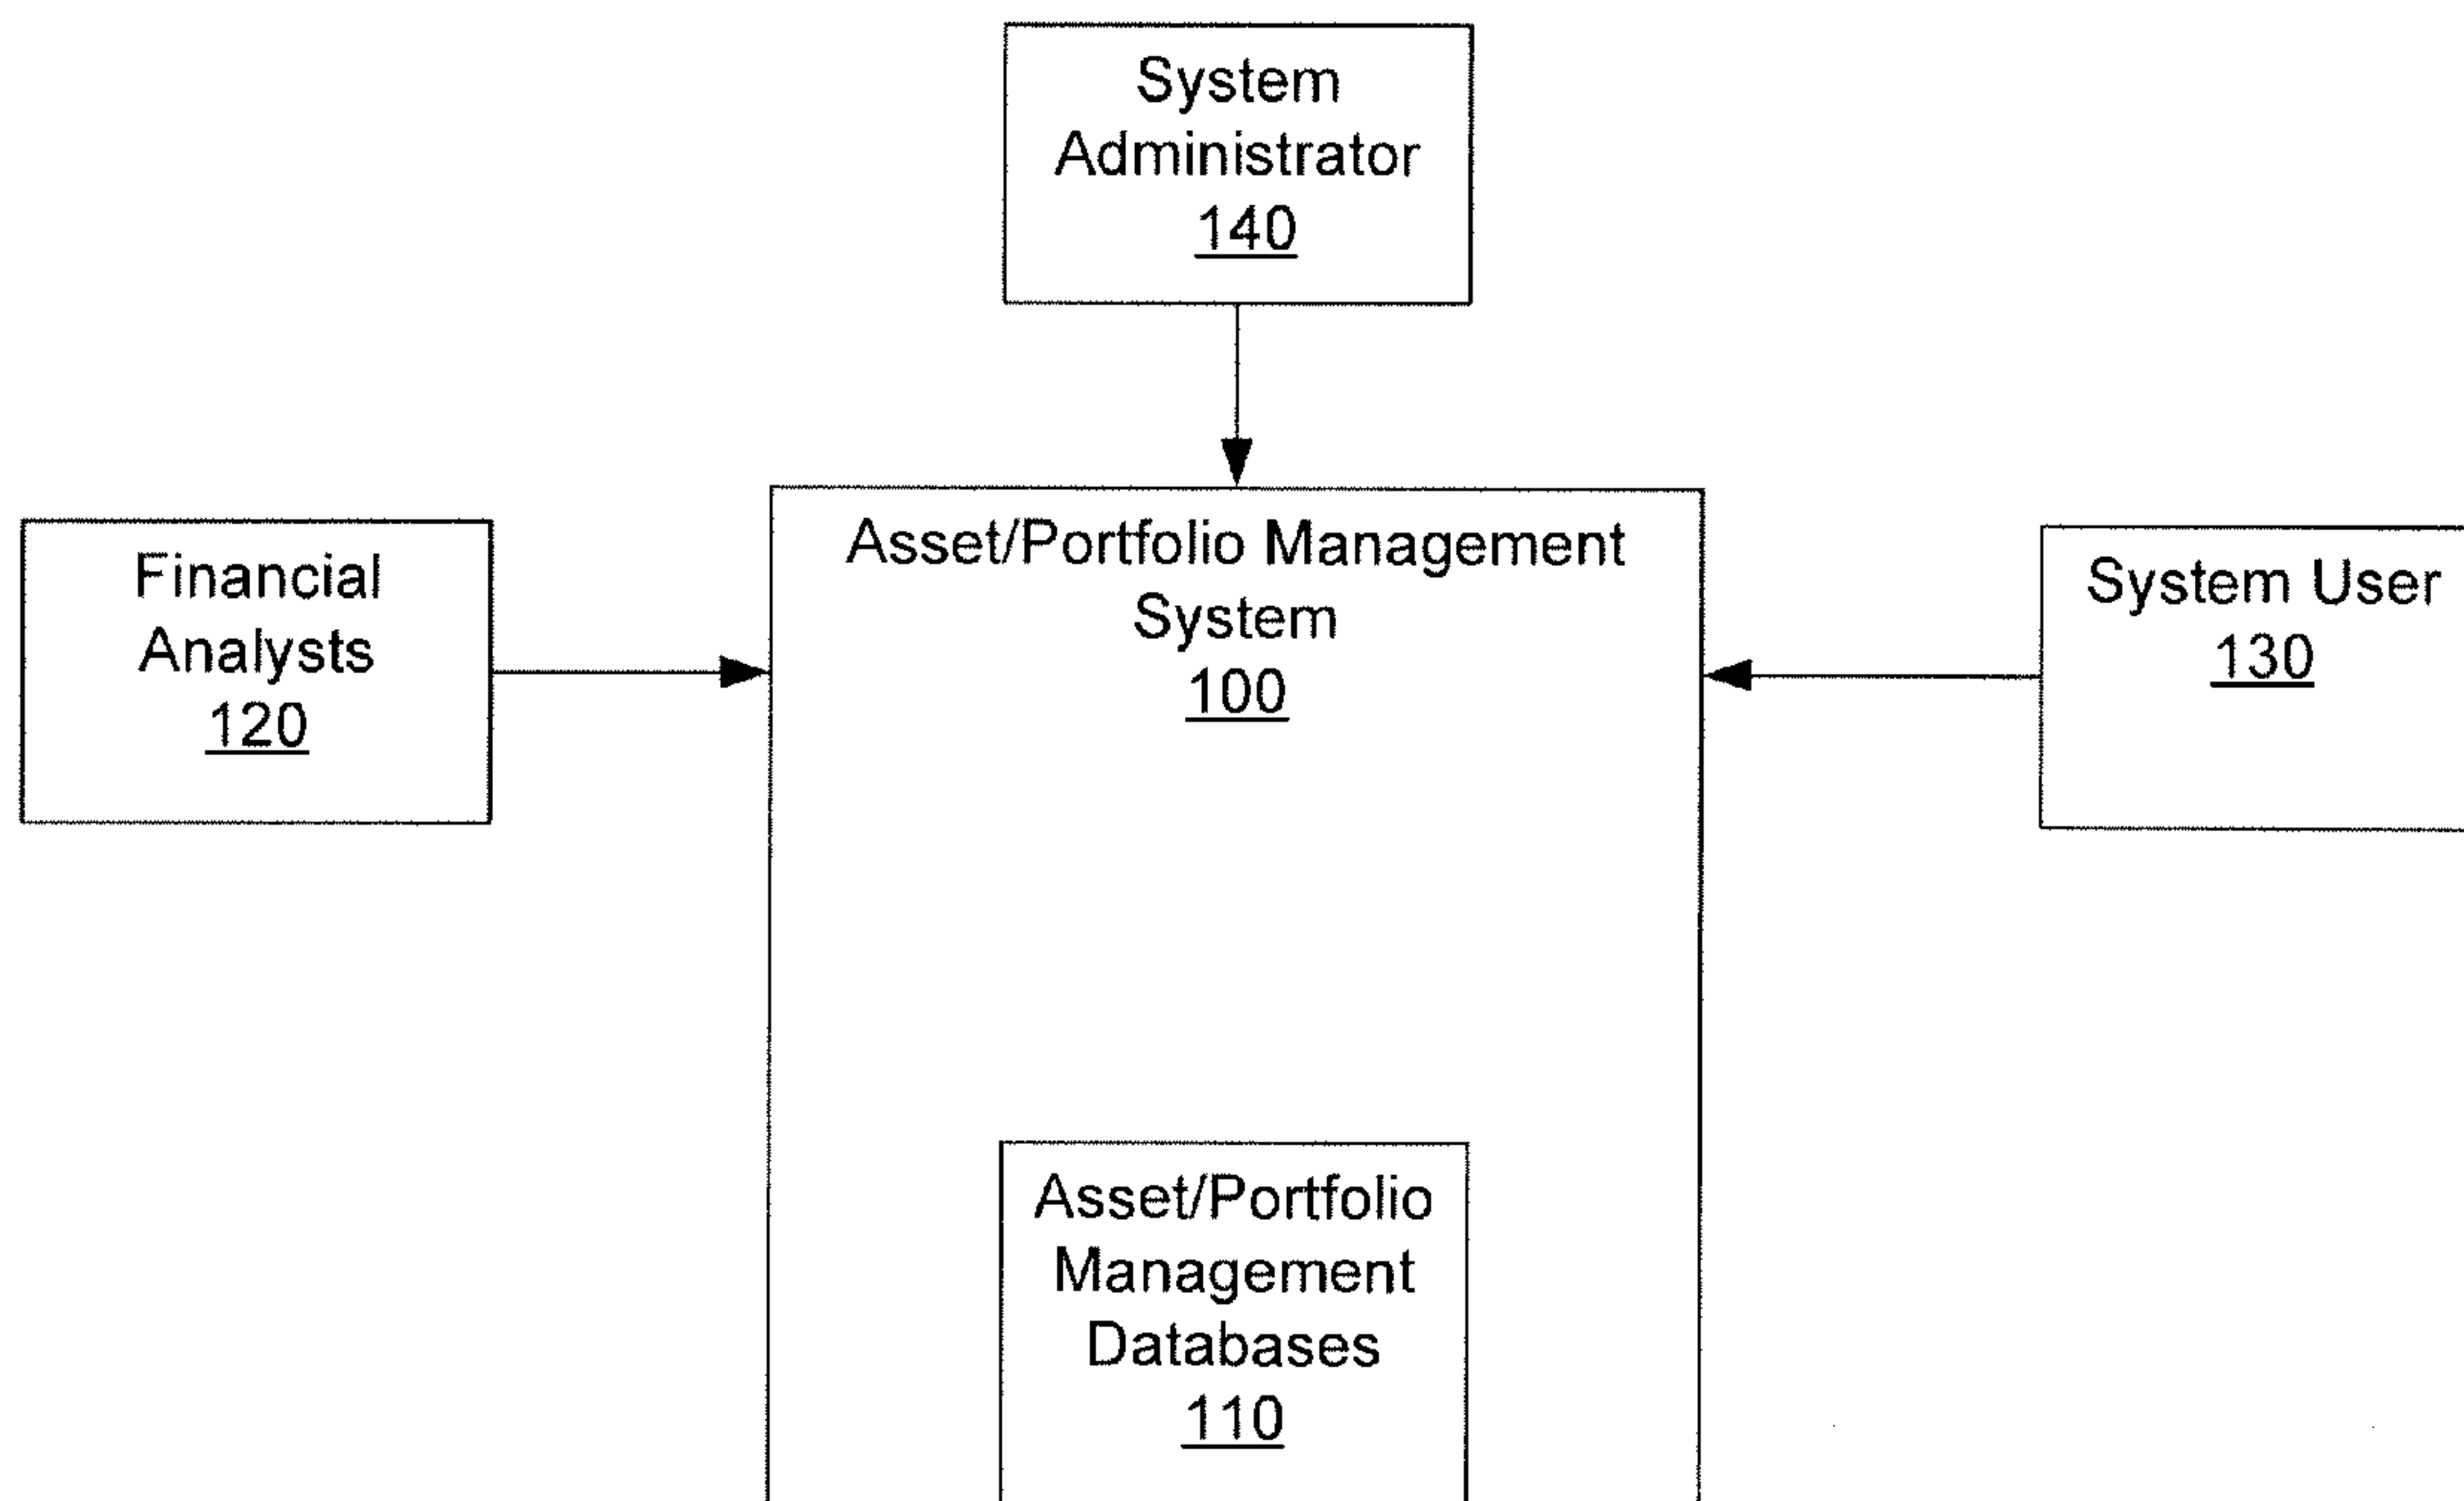 System
Administrator
140
Financial
Analysts
120
Asset/Portfolio Management
System
100
System User
130
Asset/Portfolio
Management
Databases
110